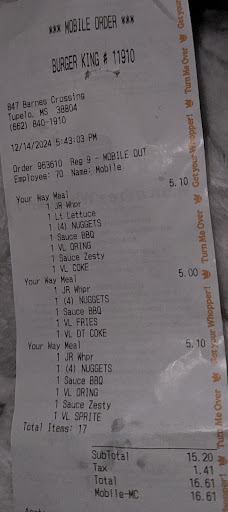 *** MOBILE ORDER ***
BURGER KING # 11910
847 Barnes Crossing
Tupelo, MS 38804
(662) 840-1910
12/14/2024 5:43:03 PM
Order 963610 Reg 9 - MOBILE OUT
Employee: 70 Name: Mobile
Your Way Meal 5.10
1 JR Whpr
1 Lt Lettuce
1 (4) NUGGETS
1 Sauce BBQ
1 VL ORING
1 Sauce Zesty
1 VL COKE
Your Way Meal 5.00
1 JR Whpr
1 (4) NUGGETS
1 Sauce BBQ
1 VL FRIES
1 VL DT COKE
Your Way Meal 5.10
1 JR Whpr
1 (4) NUGGETS
1 Sauce BBQ
1 VL ORING
1 Sauce Zesty
1 VL SPRITE
Total Items: 17
SubTotal 15.20
Tax 1.41
Total 16.61
Mobile-MC 16.61
Turn Me Over Get your Whopper! Turn Me Over Get your Whopper! Turn Me Over Get your Whopper! Turn Me Over Get your